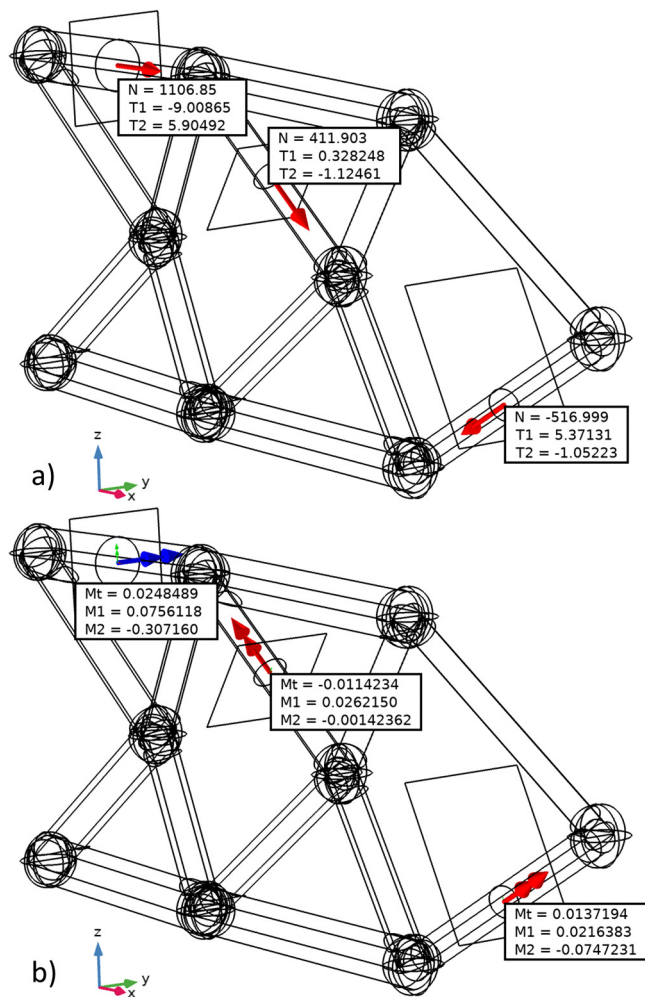 N = 1106.85
T1 = -9.00865
T2 = 5.90492
N = 411.903
T1 = 0.328248
T2 = -1.12461
N = -516.999
T1 = 5.37131
T2 = -1.05223
z
y
x
a)
Mt = 0.0248489
M1 = 0.0756118
M2 = -0.307160
Mt = -0.0114234
M1 = 0.0262150
M2 = -0.00142362
Mt = 0.0137194
M1 = 0.0216383
M2 = -0.0747231
z
y
x
b)